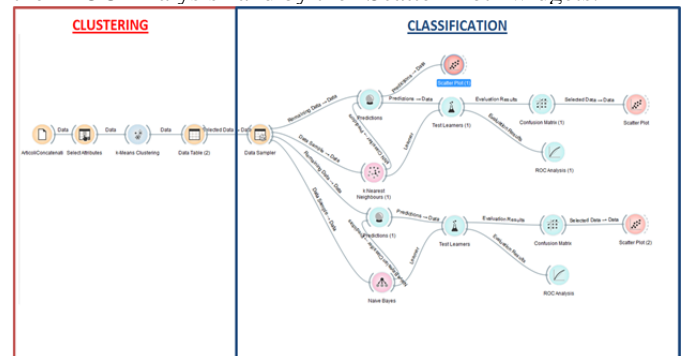 CLUSTERING
CLASSIFICATION
Scatter Plot (1)
Predictions → Data
Remaining Data → Data
Predictions → Data
Evaluation Results
Selected Data → Data
Predictions
Test Learners (1)
Confusion Matrix (1)
Scatter Plot
Data
Data
Data
Selected Data → Data
Select Attributes
k-Means Clustering
Data Table (2)
Data Sampler
Data Sample → Data
Learner
Evaluation Results
ROC Analysis (1)
k Nearest
Neighbours (1)
Remaining Data → Data
Predictions → Data
Evaluation Results
Selected Data → Data
Predictions (1)
Test Learners
Confusion Matrix
Scatter Plot (2)
Data Sample → Data
Learner
Evaluation Results
ROC Analysis
Naive Bayes